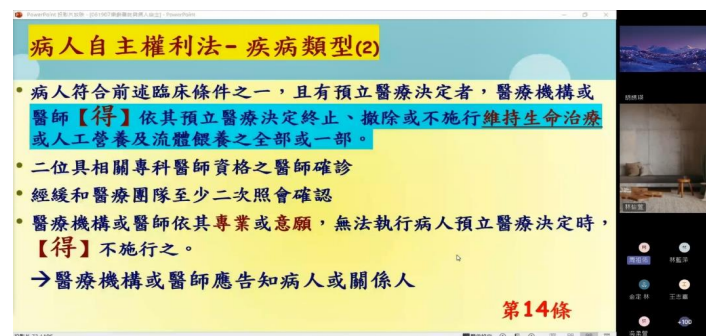 病人自主權利法-疾病類型(2)
• 病人符合前述臨床條件之一，且有預立醫療決定者，醫療機構或
醫師【得】依其預立醫療決定終止、撤除或不施行維持生命治療
或人工營養及流體餵養之全部或一部。
• 二位具相關專科醫師資格之醫師確診
• 經緩和醫療團隊至少二次照會確認
• 醫療機構或醫師依其專業或意願，無法執行病人預立醫療決定時，
【得】不施行之。
→醫療機構或醫師應告知病人或關係人
第14條
+100